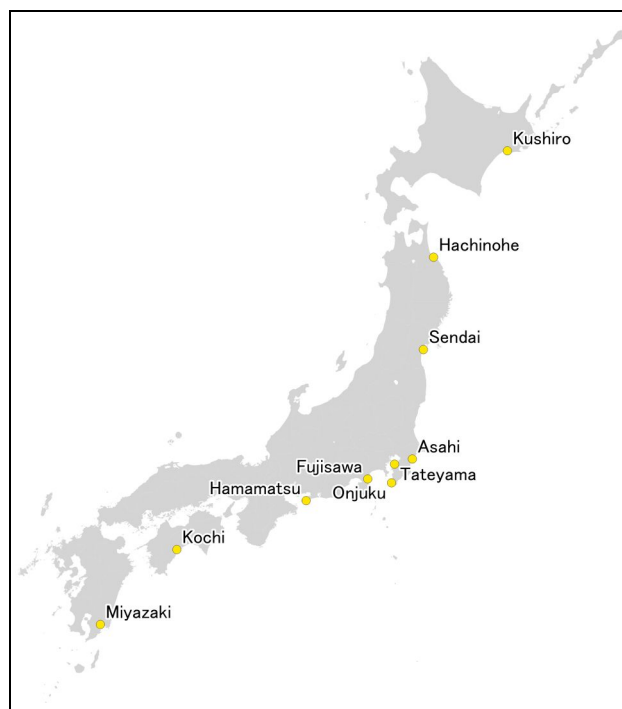 Kushiro
Hachinohe
Sendai
Asahi
Fujisawa
Tateyama
Hamamatsu
Onjuku
Kochi
Miyazaki